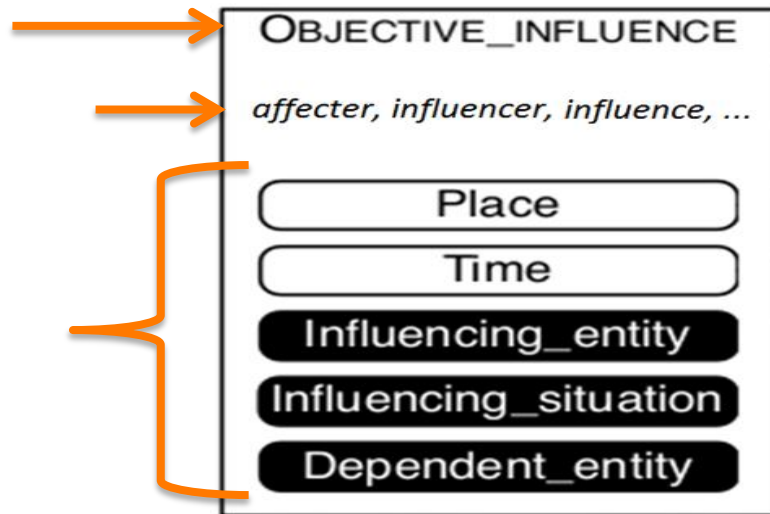 OBJECTIVE_INFLUENCE
affecter, influencer, influence, ...
Place
Time
Influencing_entity
Influencing_situation
Dependent_entity